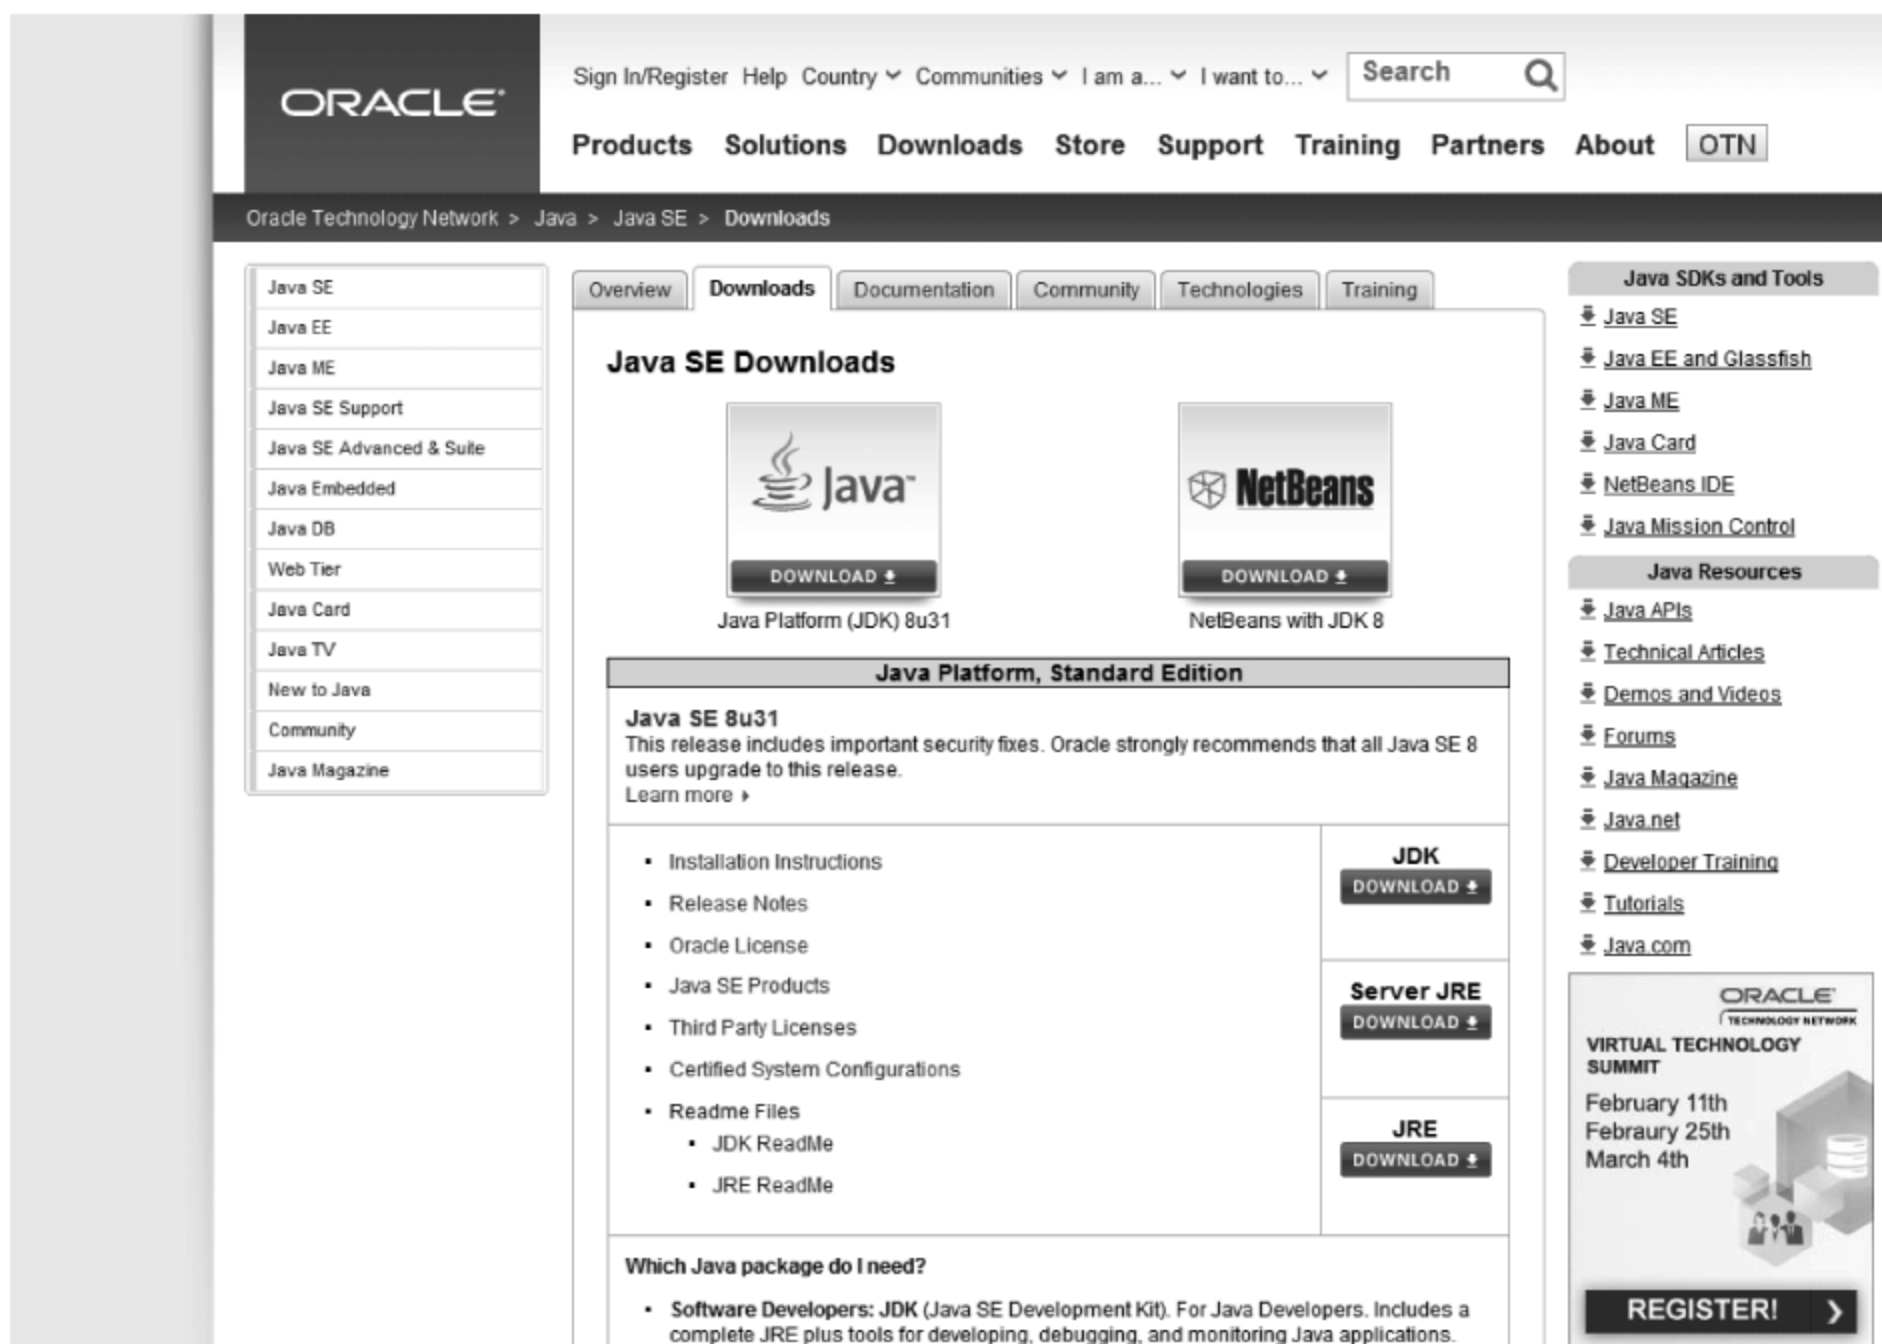 ORACLE
Sign In/Register Help Country Communities I am a... I want to... Search
Products Solutions Downloads Store Support Training Partners About OTN
Oracle Technology Network > Java > Java SE > Downloads
Java SE
Java EE
Java ME
Java SE Support
Java SE Advanced & Suite
Java Embedded
Java DB
Web Tier
Java Card
Java TV
New to Java
Community
Java Magazine
Overview Downloads Documentation Community Technologies Training
Java SE Downloads
Java™
DOWNLOAD
Java Platform (JDK) 8u31
NetBeans
DOWNLOAD
NetBeans with JDK 8
Java Platform, Standard Edition
Java SE 8u31
This release includes important security fixes. Oracle strongly recommends that all Java SE 8
users upgrade to this release.
Learn more
Installation Instructions
Release Notes
Oracle License
Java SE Products
Third Party Licenses
Certified System Configurations
Readme Files
JDK ReadMe
JRE ReadMe
JDK
DOWNLOAD
Server JRE
DOWNLOAD
JRE
DOWNLOAD
Which Java package do I need?
Software Developers: JDK (Java SE Development Kit). For Java Developers. Includes a
complete JRE plus tools for developing, debugging, and monitoring Java applications.
Java SDKs and Tools
Java SE
Java EE and Glassfish
Java ME
Java Card
NetBeans IDE
Java Mission Control
Java Resources
Java APIs
Technical Articles
Demos and Videos
Forums
Java Magazine
Java.net
Developer Training
Tutorials
Java.com
ORACLE
TECHNOLOGY NETWORK
VIRTUAL TECHNOLOGY
SUMMIT
February 11th
Febraury 25th
March 4th
REGISTER!